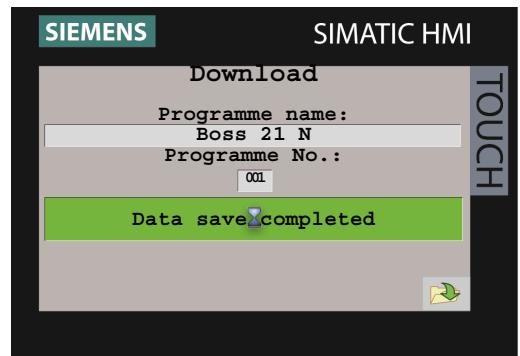 SIEMENS
SIMATIC HMI
TOUCH
Download
Programme name:
Boss 21 N
Programme No.:
001
Data save completed